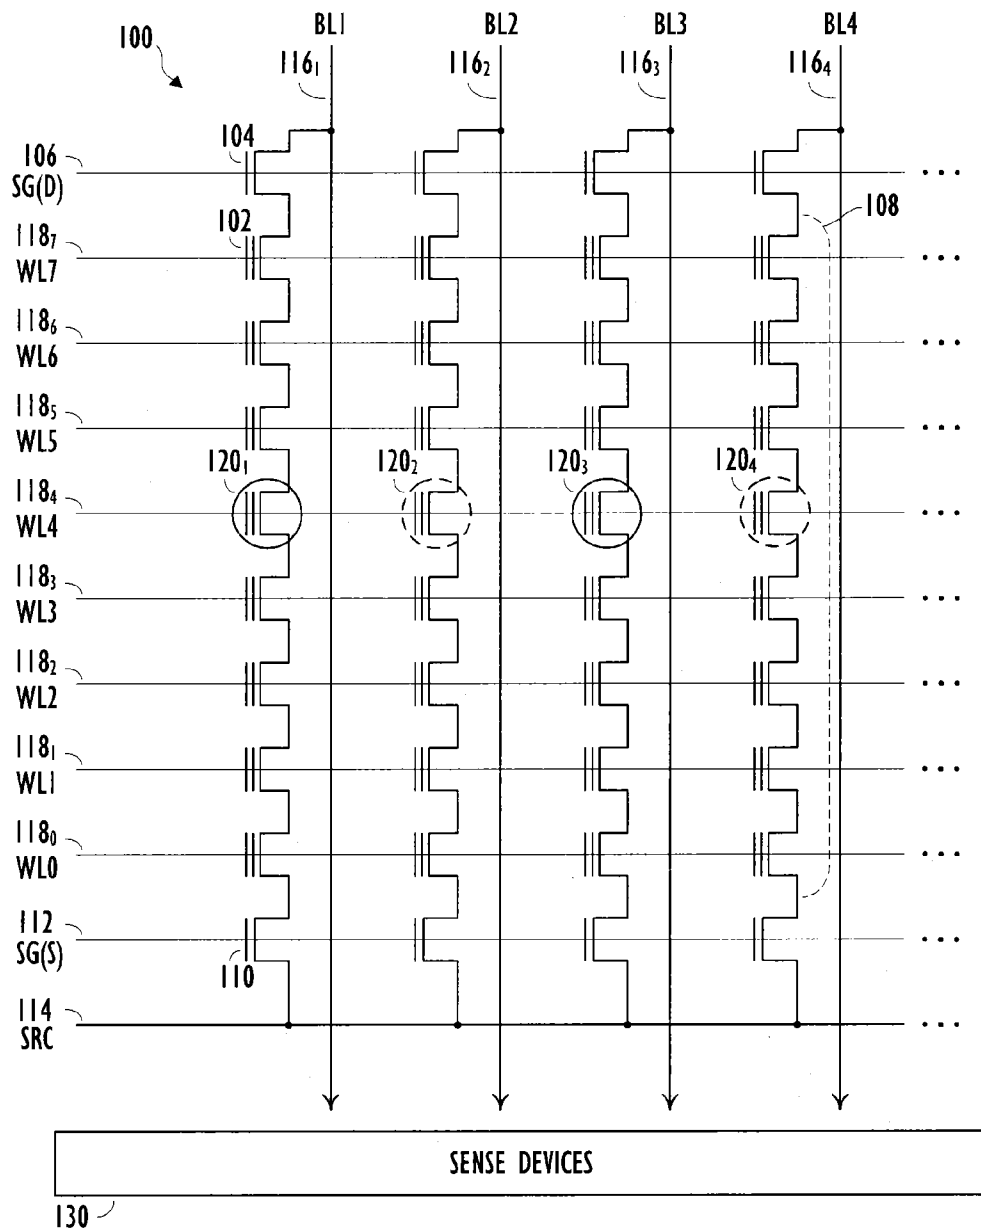 BL1 BL2 BL3 BL4
100
116₁ 116₂ 116₃ 116₄
104
106
SG(D)
102
108
118₇
WL7
118₆
WL6
118₅
WL5
120₁ 120₂ 120₃ 120₄
118₄
WL4
118₃
WL3
118₂
WL2
118₁
WL1
118₀
WL0
112
SG(S)
110
114
SRC
SENSE DEVICES
130